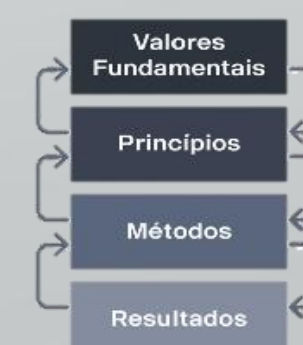 Valores
Fundamentais
Princípios
Métodos
Resultados